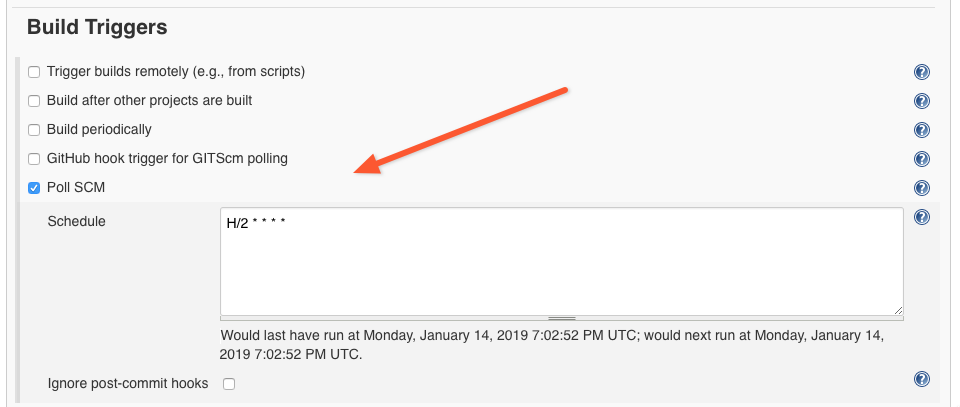 Build Triggers
Trigger builds remotely (e.g., from scripts)
?
Build after other projects are built
?
Build periodically
?
GitHub hook trigger for GITScm polling
?
Poll SCM
?
Schedule
H/2 * * * *
?
Would last have run at Monday, January 14, 2019 7:02:52 PM UTC; would next run at Monday, January 14,
2019 7:02:52 PM UTC.
Ignore post-commit hooks
?